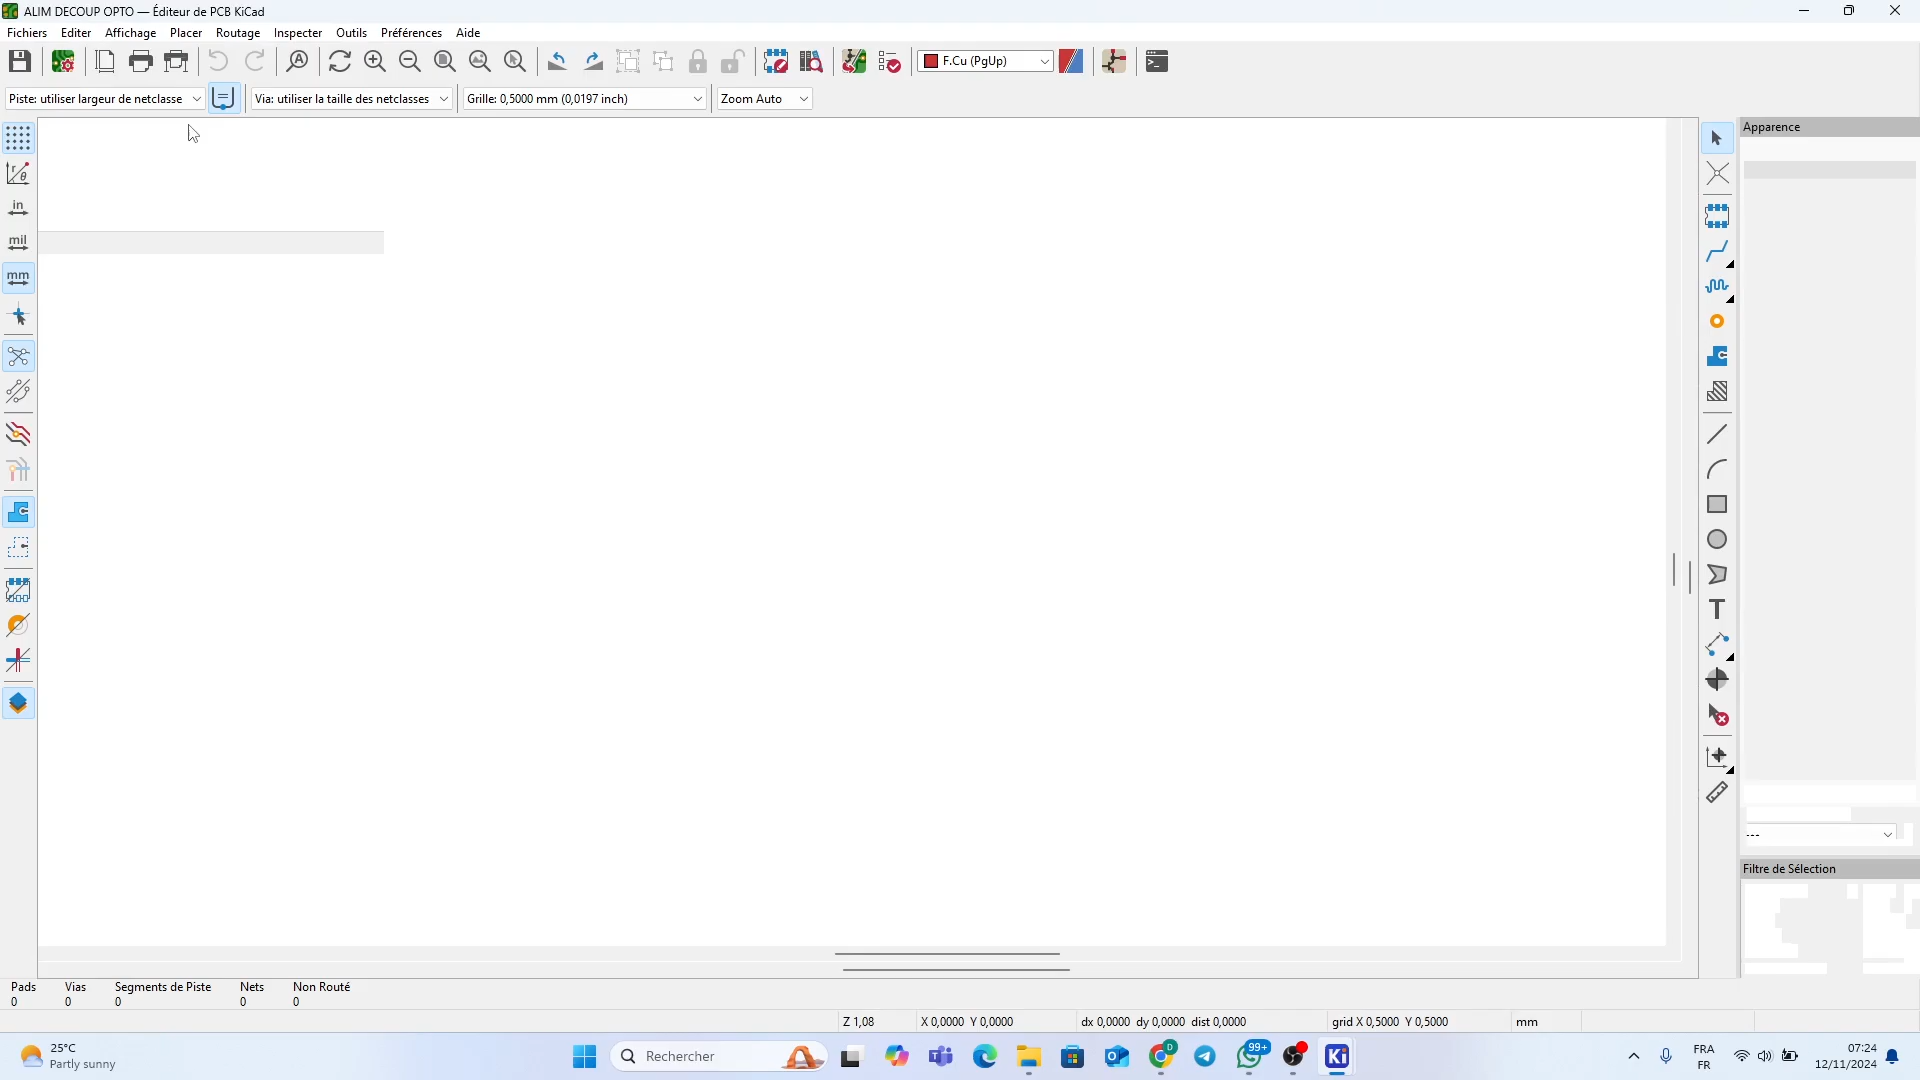 ALIM DECOUP OPTO — Éditeur de PCB KiCad
Fichiers Editer Affichage Placer Routage Inspecter Outils Préférences Aide
F.Cu (PgUp)
Piste: utiliser largeur de netclasse Via: utiliser la taille des netclasses Grille: 0,5000 mm (0,0197 inch) Zoom Auto
Apparence
r θ
in
mil
mm
T
---
Filtre de Sélection
Pads Vias Segments de Piste Nets Non Routé
0 0 0 0 0
Z 1,08 X 0,0000 Y 0,0000 dx 0,0000 dy 0,0000 dist 0,0000 grid X 0,5000 Y 0,5000 mm
25°C
Partly sunny
Rechercher
D
99+
Ki
FRA
FR
07:24
12/11/2024